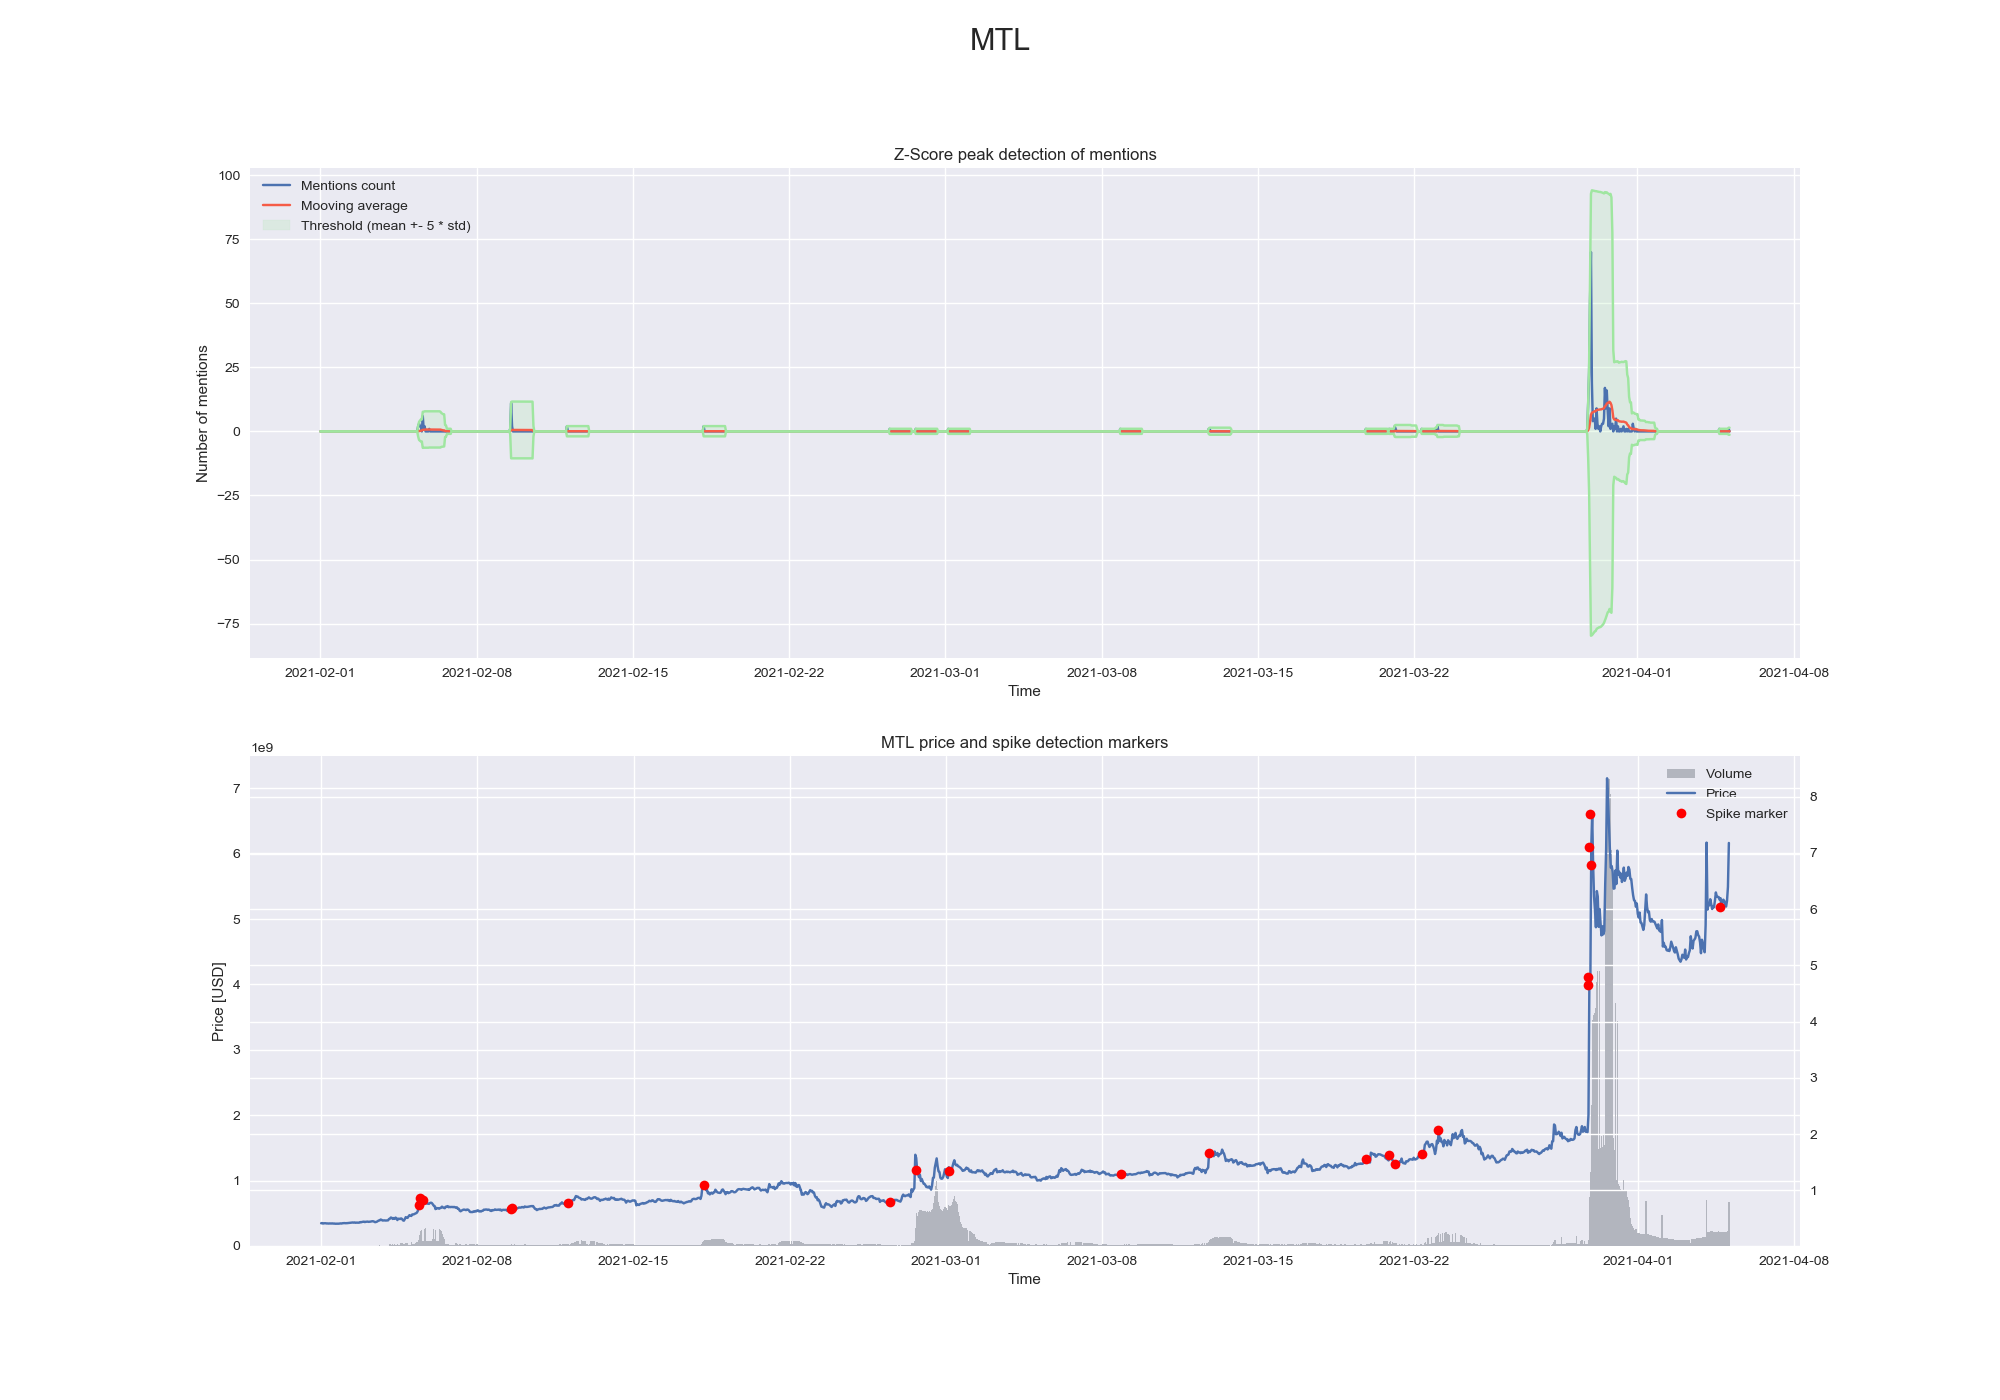 MTL
Z-Score peak detection of mentions
Mentions count
Mooving average
Threshold (mean +- 5 * std)
Number of mentions
100
75
50
25
0
−25
−50
−75
2021-02-01 2021-02-08 2021-02-15 2021-02-22 2021-03-01 2021-03-08 2021-03-15 2021-03-22 2021-04-01 2021-04-08
Time
MTL price and spike detection markers
1e9
Volume
Price
Spike marker
Price [USD]
7
6
5
4
3
2
1
0
8
7
6
5
4
3
2
1
2021-02-01 2021-02-08 2021-02-15 2021-02-22 2021-03-01 2021-03-08 2021-03-15 2021-03-22 2021-04-01 2021-04-08
Time